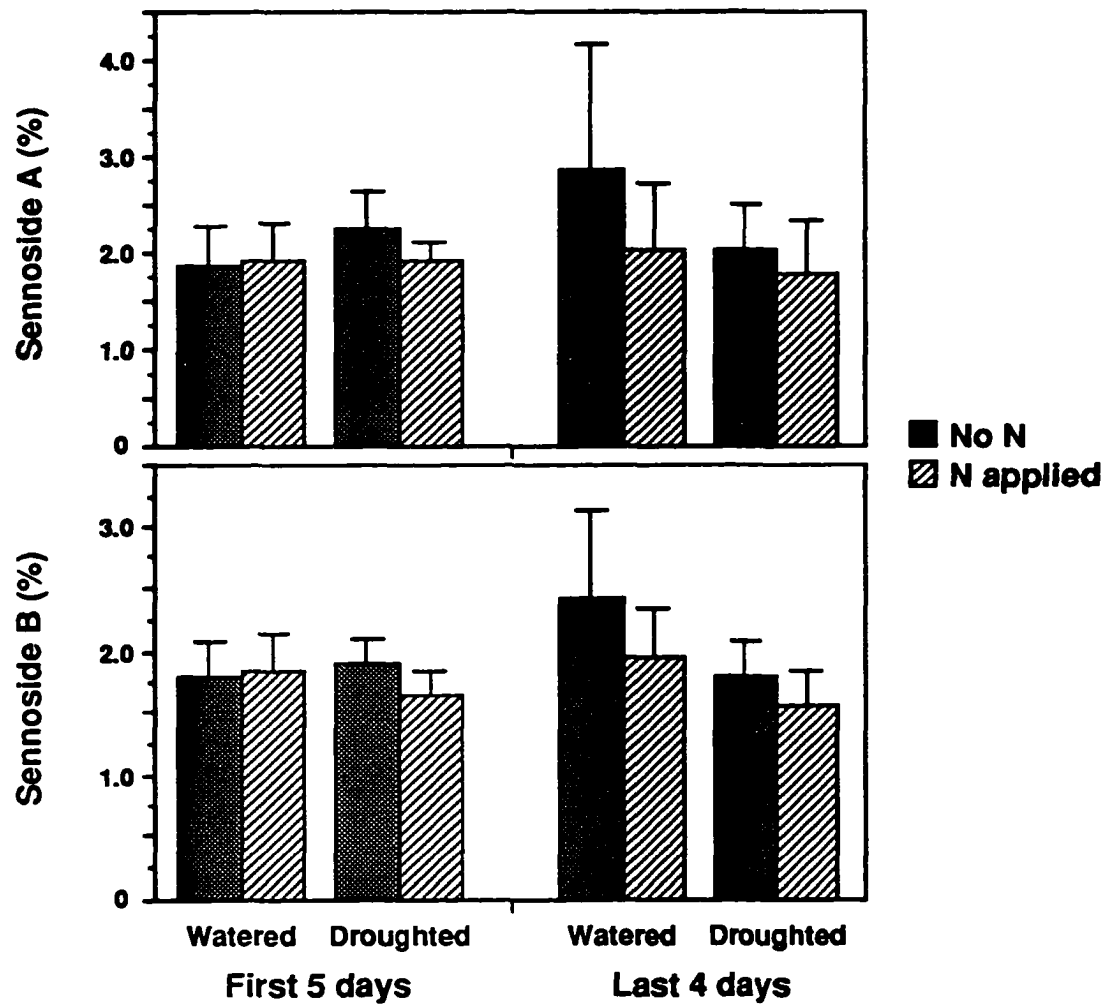 Sennoside A (%)
4.0
3.0
2.0
1.0
0
Sennoside B (%)
3.0
2.0
1.0
0
No N
N applied
Watered Droughted Watered Droughted
First 5 days Last 4 days